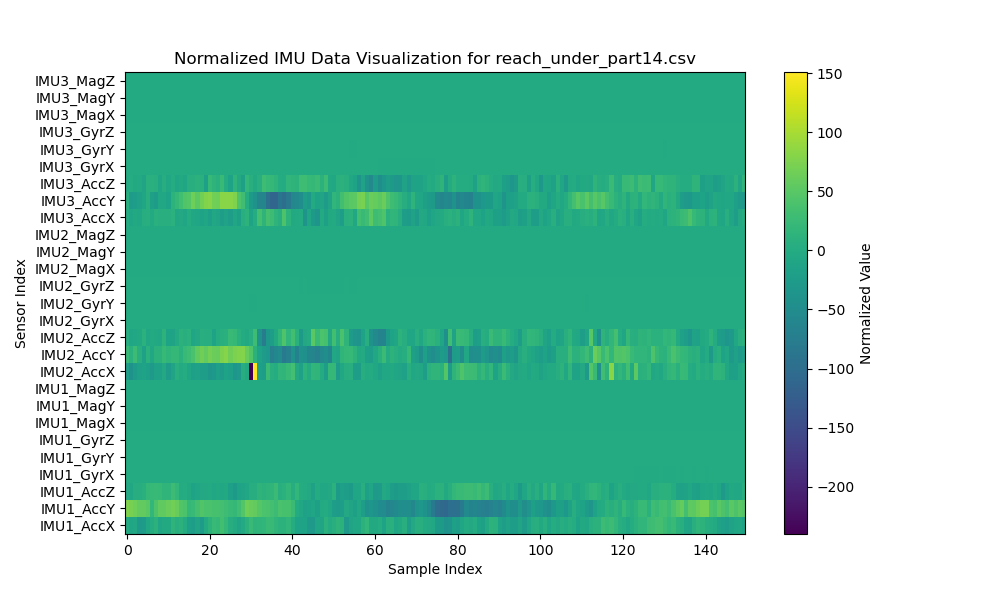 Normalized IMU Data Visualization for reach_under_part14.csv
IMU3_MagZ
IMU3_MagY
IMU3_MagX
IMU3_GyrZ
IMU3_GyrY
IMU3_GyrX
IMU3_AccZ
IMU3_AccY
IMU3_AccX
IMU2_MagZ
IMU2_MagY
IMU2_MagX
IMU2_GyrZ
IMU2_GyrY
IMU2_GyrX
IMU2_AccZ
IMU2_AccY
IMU2_AccX
IMU1_MagZ
IMU1_MagY
IMU1_MagX
IMU1_GyrZ
IMU1_GyrY
IMU1_GyrX
IMU1_AccZ
IMU1_AccY
IMU1_AccX
Sensor Index
0 20 40 60 80 100 120 140
Sample Index
150
100
50
0
−50
−100
−150
−200
Normalized Value